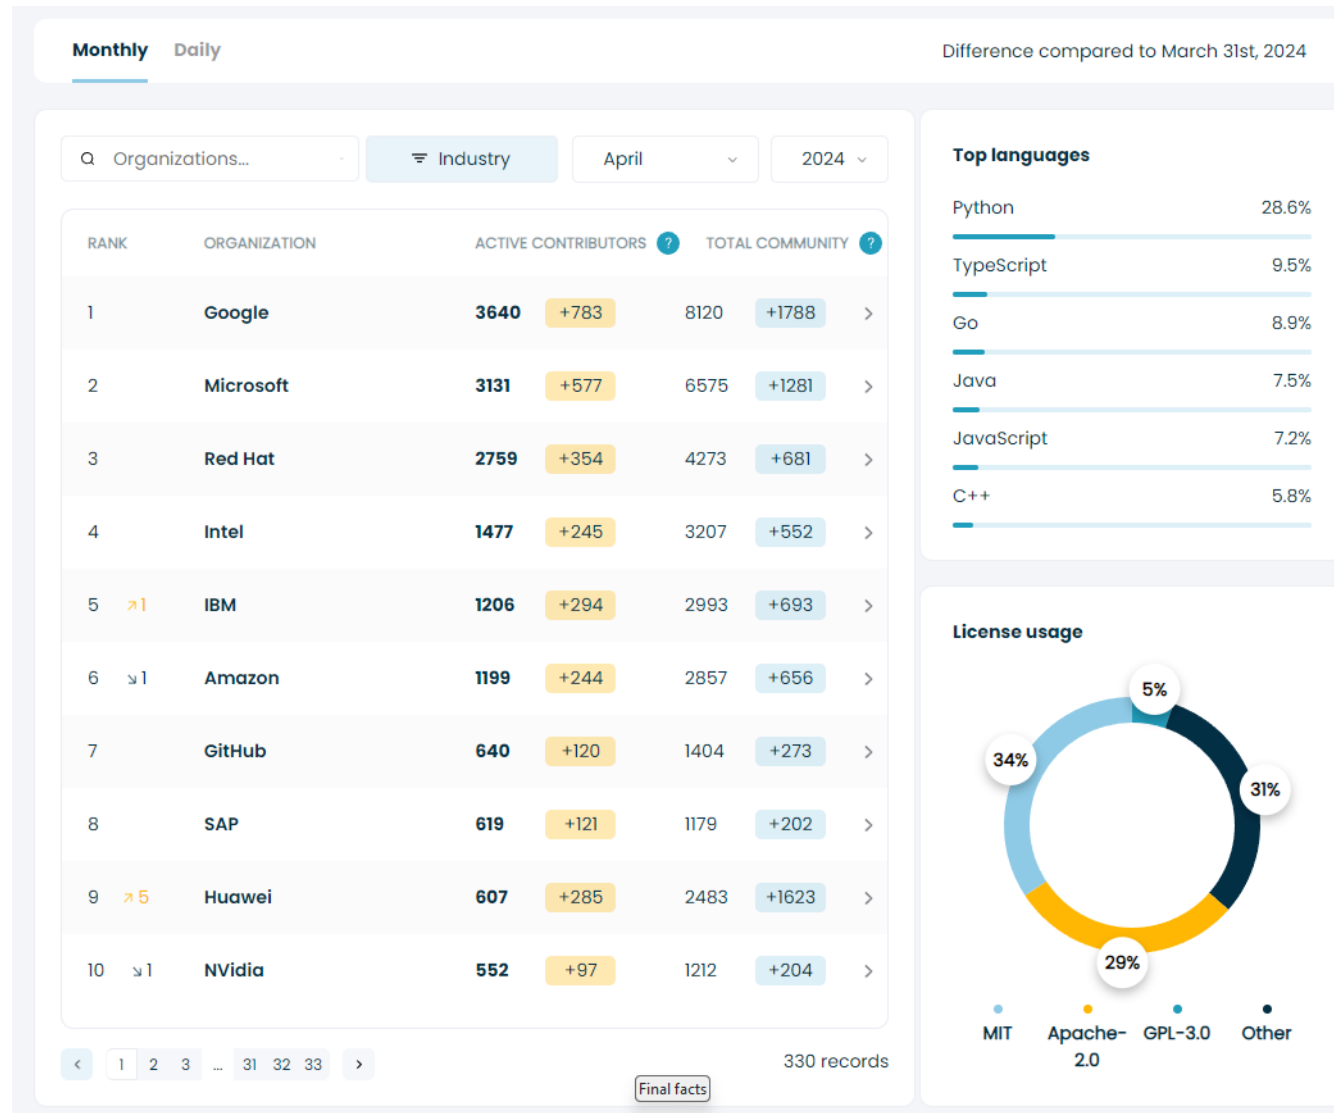 Monthly Daily
Difference compared to March 31st, 2024
Organizations...
Industry
April
2024
RANK ORGANIZATION ACTIVE CONTRIBUTORS ? TOTAL COMMUNITY ?
1 Google 3640 +783 8120 +1788
2 Microsoft 3131 +577 6575 +1281
3 Red Hat 2759 +354 4273 +681
4 Intel 1477 +245 3207 +552
5 1 IBM 1206 +294 2993 +693
6 1 Amazon 1199 +244 2857 +656
7 GitHub 640 +120 1404 +273
8 SAP 619 +121 1179 +202
9 5 Huawei 607 +285 2483 +1623
10 1 NVidia 552 +97 1212 +204
1 2 3 ... 31 32 33
330 records
Final facts
Top languages
Python 28.6%
TypeScript 9.5%
Go 8.9%
Java 7.5%
JavaScript 7.2%
C++ 5.8%
License usage
5%
34%
31%
29%
MIT
Apache-
2.0
GPL-3.0
Other